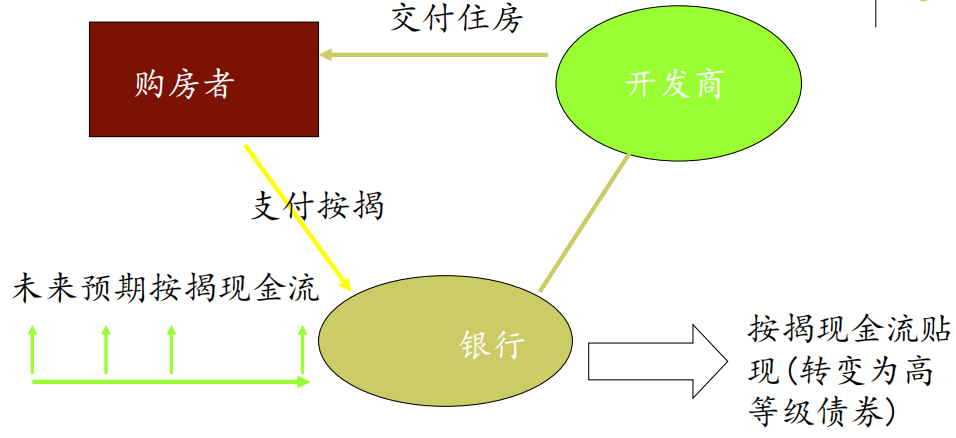 交付住房
购房者
开发商
支付按揭
未来预期按揭现金流
银行
按揭现金流贴
现(转变为高
等级债券)